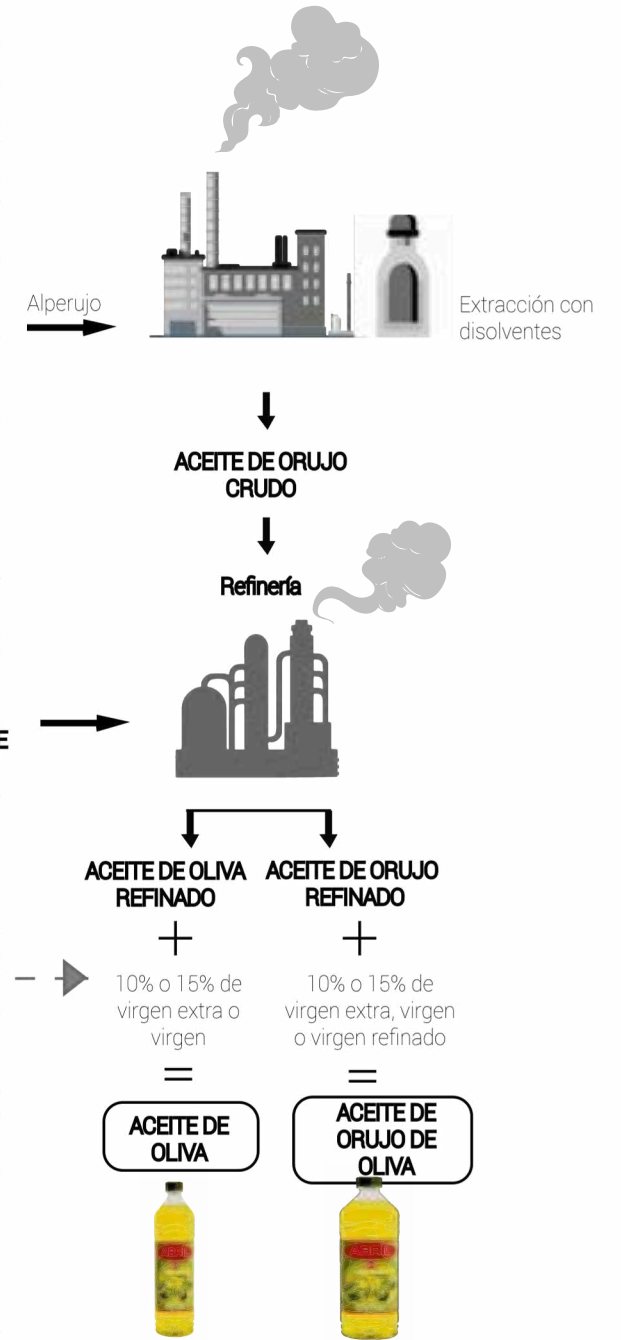 Alperujo
Extracción con
disolventes
ACEITE DE ORUJO
CRUDO
Refinería
E
ACEITE DE OLIVA
REFINADO
+
10% o 15% de
virgen extra o
virgen
=
ACEITE DE
OLIVA
ACEITE DE ORUJO
REFINADO
+
10% o 15% de
virgen extra, virgen
o virgen refinado
=
ACEITE DE
ORUJO DE
OLIVA
ABRIL
ABRIL